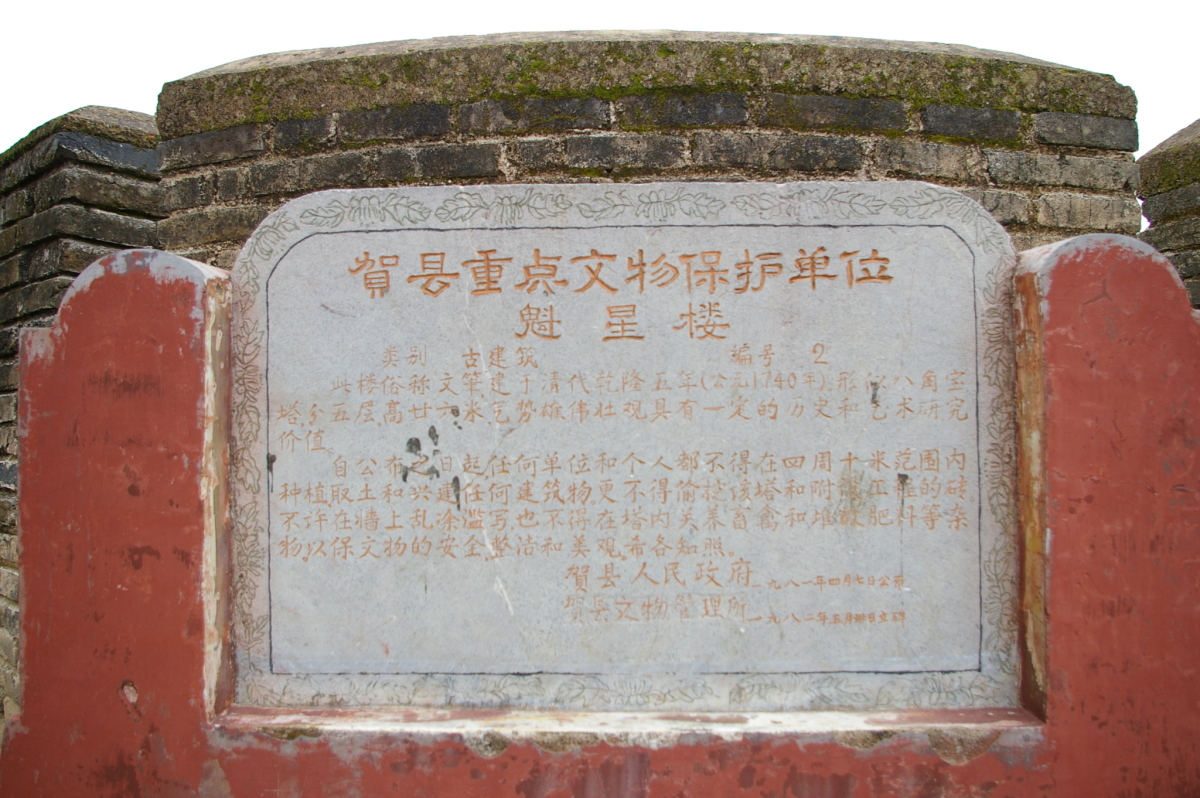 贺县重点文物保护单位
魁星楼
类别 古建筑 编号 2
此楼俗称文笔,建于清代乾隆五年(公元1740年),形似八角宝
塔,分五层,高廿六米,气势雄伟壮观,具有一定的历史和艺术研究
价值。
自公布之日起,任何单位和个人都不得在四周十米范围内
种植取土和兴建任何建筑物,更不得偷挖该塔和附属工程的砖,
不许在墙上乱涂滥写,也不得在塔内关养畜禽和堆放肥料等杂
物,以保文物的安全,整洁和美观,希各知照。
贺县人民政府 一九八一年四月七日公布
贺县文物管理所 一九八二年五月卅日立碑